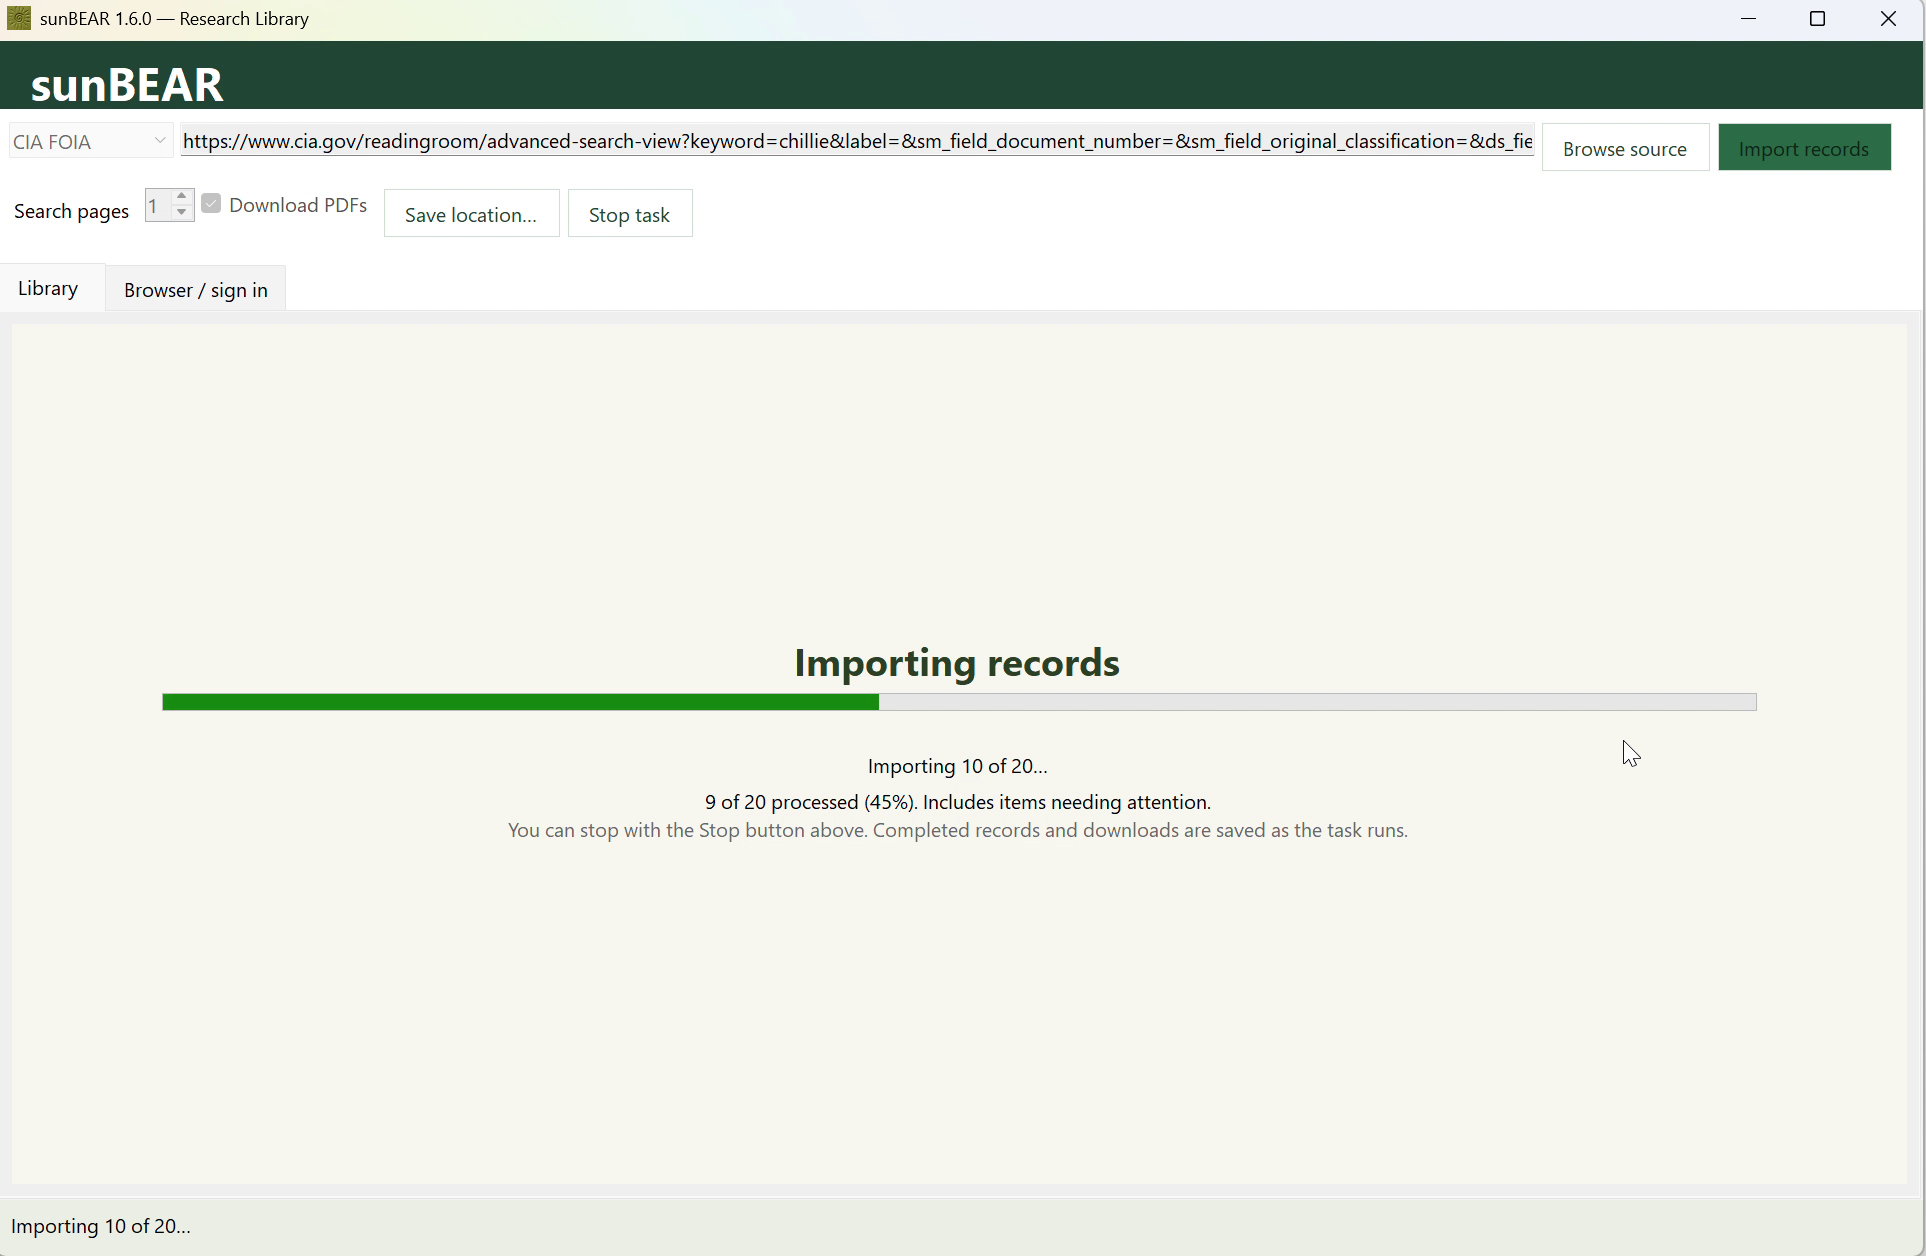 sunBEAR 1.6.0 — Research Library
sunBEAR
CIA FOIA
https://www.cia.gov/readingroom/advanced-search-view?keyword=chillie&label=&sm_field_document_number=&sm_field_original_classification=&ds_fie
Browse source
Import records
Search pages
1
Download PDFs
Save location...
Stop task
Library
Browser / sign in
Importing records
Importing 10 of 20...
9 of 20 processed (45%). Includes items needing attention.
You can stop with the Stop button above. Completed records and downloads are saved as the task runs.
Importing 10 of 20...